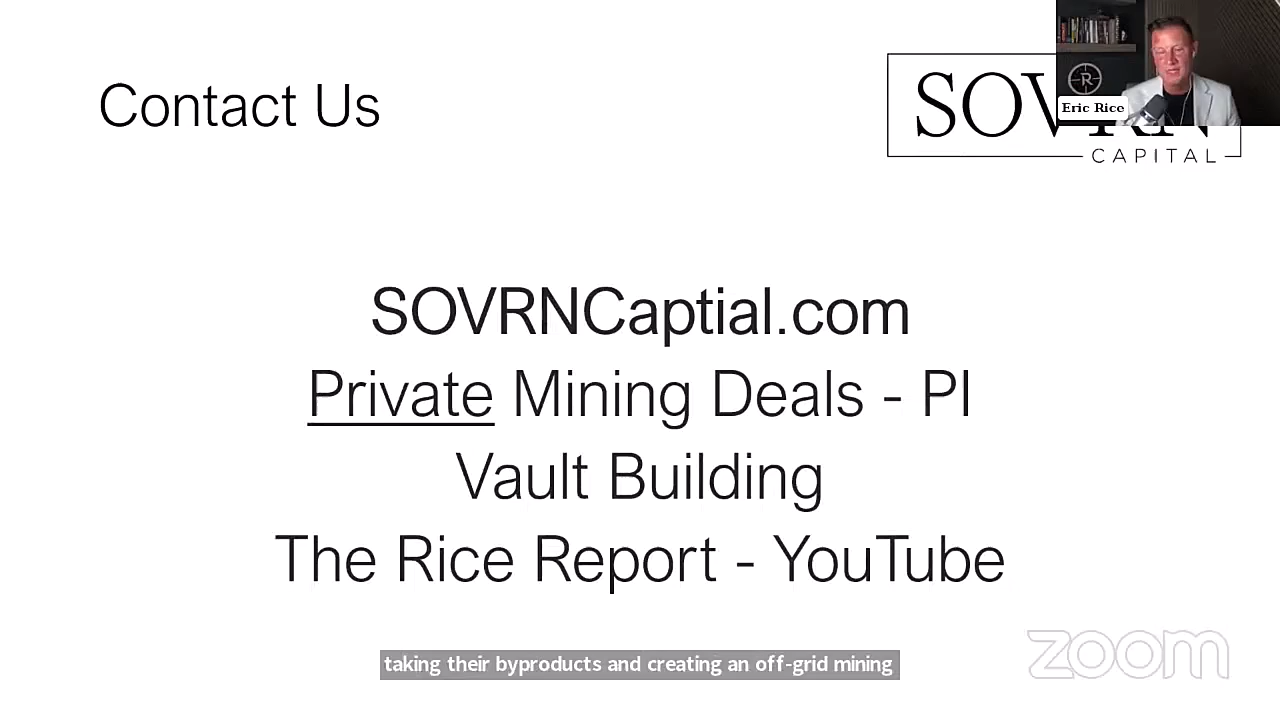 Contact Us
SOV RN
CAPITAL
R
Eric Rice
SOVRNCaptial.com
Private Mining Deals - PI
Vault Building
The Rice Report - YouTube
taking their byproducts and creating an off-grid mining
zoom